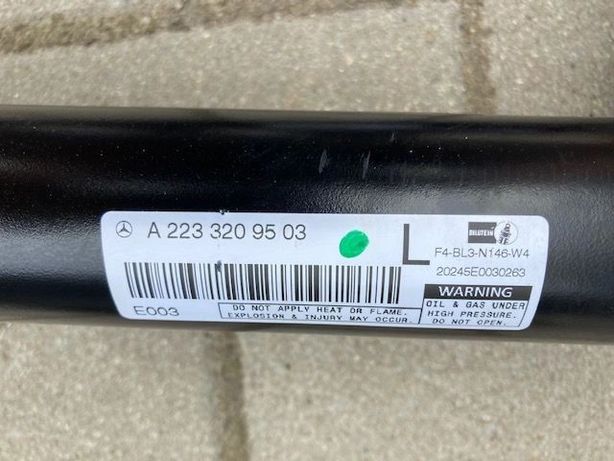 A 223 320 95 03
L
BILSTEIN
F4-BL3-N146-W4
20245E0030263
E003
DO NOT APPLY HEAT OR FLAME.
EXPLOSION & INJURY MAY OCCUR.
WARNING
OIL & GAS UNDER
HIGH PRESSURE.
DO NOT OPEN.